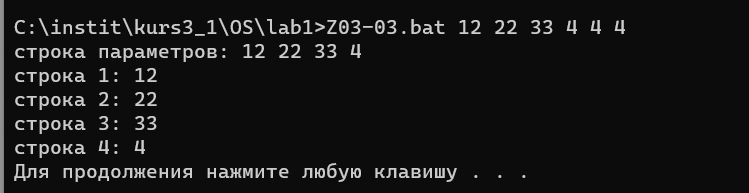 C:\instit\kurs3_1\OS\lab1>Z03-03.bat 12 22 33 4 4 4
строка параметров: 12 22 33 4
строка 1: 12
строка 2: 22
строка 3: 33
строка 4: 4
Для продолжения нажмите любую клавишу . . .